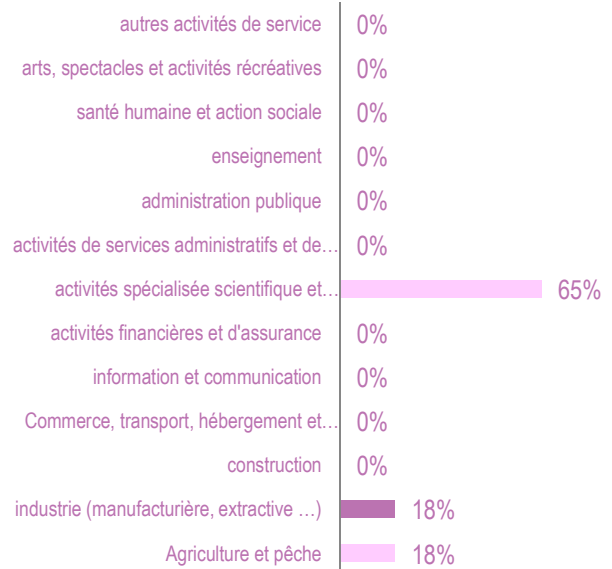 autres activités de service 0%
arts, spectacles et activités récréatives 0%
santé humaine et action sociale 0%
enseignement 0%
administration publique 0%
activités de services administratifs et de… 0%
activités spécialisée scientifique et… 65%
activités financières et d'assurance 0%
information et communication 0%
Commerce, transport, hébergement et… 0%
construction 0%
industrie (manufacturière, extractive …) 18%
Agriculture et pêche 18%